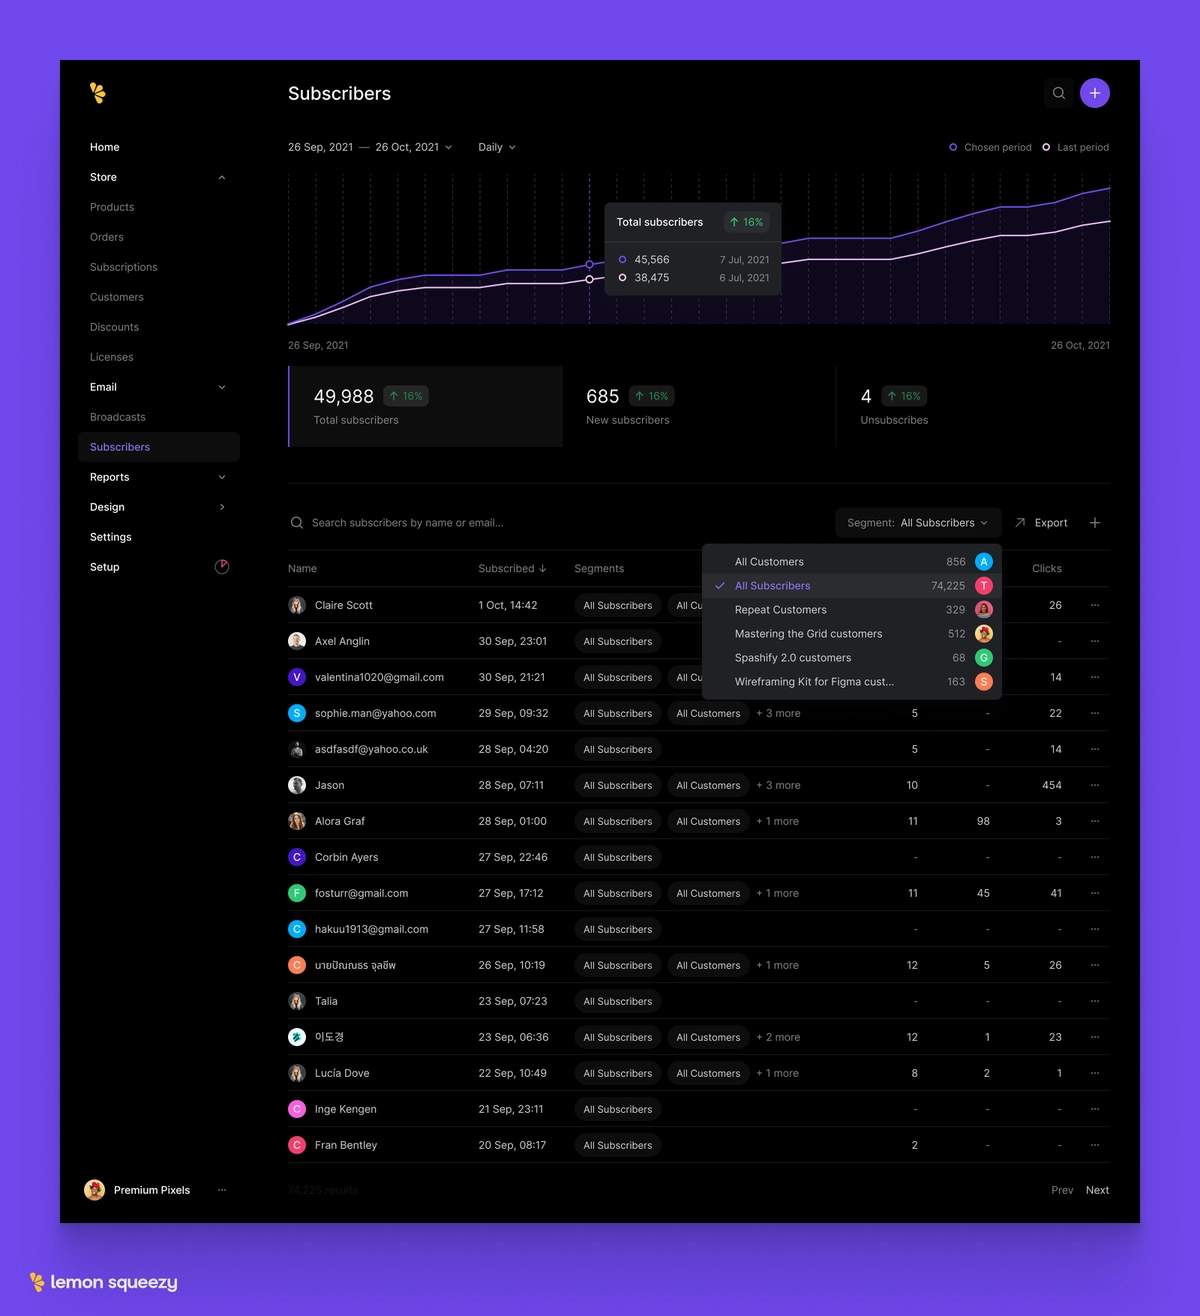 Subscribers
Home
Store
Products
Orders
Subscriptions
Customers
Discounts
Licenses
Email
Broadcasts
Subscribers
Reports
Design
Settings
Setup
Premium Pixels
26 Sep, 2021 — 26 Oct, 2021 Daily Chosen period Last period
Total subscribers ↑ 16%
45,566 7 Jul, 2021
38,475 6 Jul, 2021
26 Sep, 2021 26 Oct, 2021
49,988 ↑ 16%
Total subscribers
685 ↑ 16%
New subscribers
4 ↑ 16%
Unsubscribes
Search subscribers by name or email... Segment: All Subscribers Export
All Customers 856 A
All Subscribers 74,225 T
Repeat Customers 329
Mastering the Grid customers 512
Spashify 2.0 customers 68 G
Wireframing Kit for Figma cust... 163 S
Name Subscribed ↓ Segments Clicks
Claire Scott 1 Oct, 14:42 All Subscribers All Cu 26 ...
Axel Anglin 30 Sep, 23:01 All Subscribers - ...
V valentina1020@gmail.com 30 Sep, 21:21 All Subscribers All Cu 14 ...
S sophie.man@yahoo.com 29 Sep, 09:32 All Subscribers All Customers + 3 more 5 - 22 ...
asdfasdf@yahoo.co.uk 28 Sep, 04:20 All Subscribers 5 - 14 ...
Jason 28 Sep, 07:11 All Subscribers All Customers + 3 more 10 - 454 ...
Alora Graf 28 Sep, 01:00 All Subscribers All Customers + 1 more 11 98 3 ...
C Corbin Ayers 27 Sep, 22:46 All Subscribers - - - ...
F fosturr@gmail.com 27 Sep, 17:12 All Subscribers All Customers + 1 more 11 45 41 ...
C hakuu1913@gmail.com 27 Sep, 11:58 All Subscribers - - - ...
C นายปัณณธร จุลชีพ 26 Sep, 10:19 All Subscribers All Customers + 1 more 12 5 26 ...
Talia 23 Sep, 07:23 All Subscribers - - - ...
이도경 23 Sep, 06:36 All Subscribers All Customers + 2 more 12 1 23 ...
Lucía Dove 22 Sep, 10:49 All Subscribers All Customers + 1 more 8 2 1 ...
C Inge Kengen 21 Sep, 23:11 All Subscribers - - - ...
C Fran Bentley 20 Sep, 08:17 All Subscribers 2 - - ...
74,225 results Prev Next
lemon squeezy